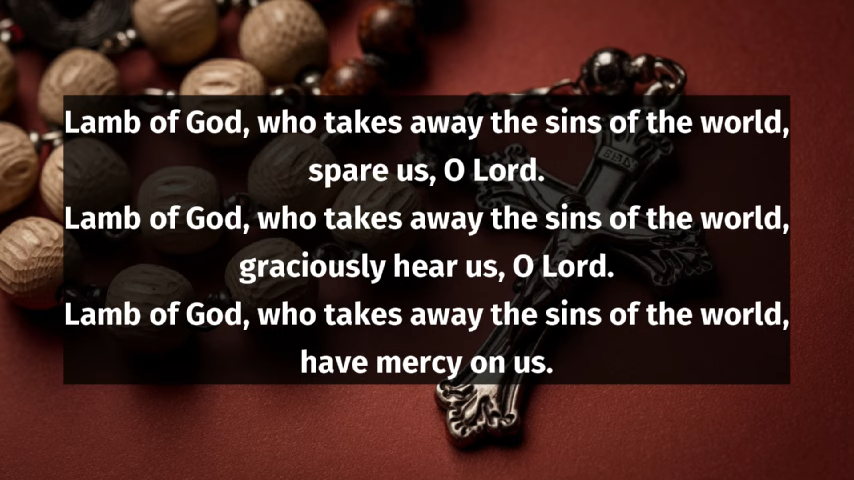 Lamb of God, who takes away the sins of the world,
spare us, O Lord.
Lamb of God, who takes away the sins of the world,
graciously hear us, O Lord.
Lamb of God, who takes away the sins of the world,
have mercy on us.